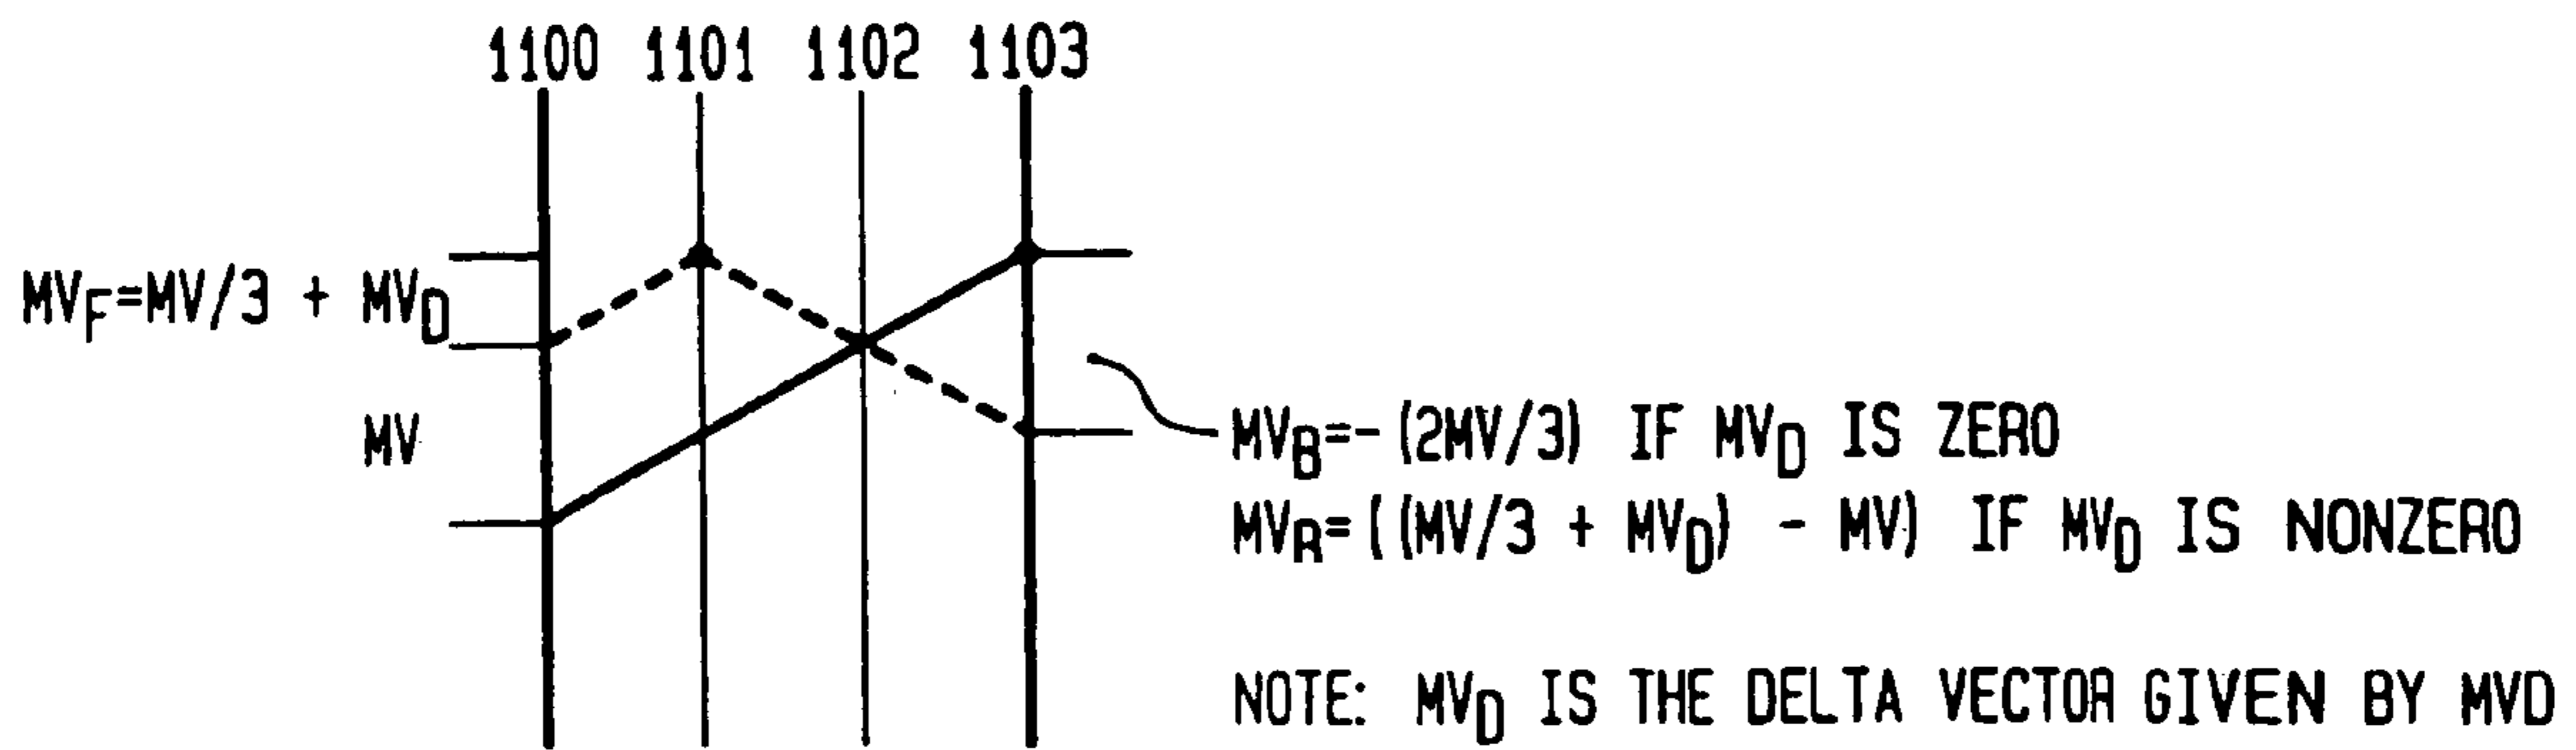 1100 1101 1102 1103
MVF=MV/3 + MVD
MV
MVB=-(2MV/3) IF MVD IS ZERO
MVB=((MV/3 + MVD) - MV) IF MVD IS NONZERO
NOTE: MVD IS THE DELTA VECTOR GIVEN BY MVD